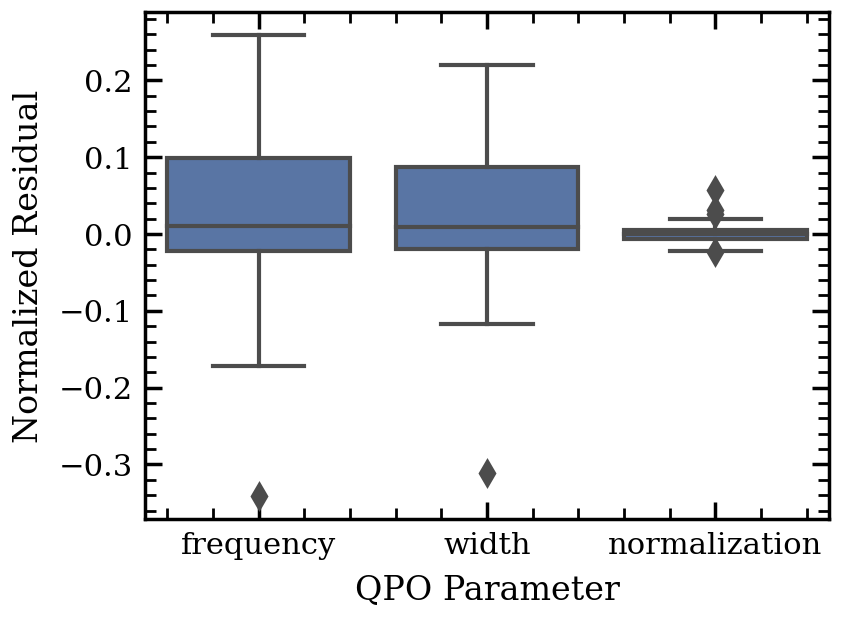 Normalized Residual
0.2
0.1
0.0
−0.1
−0.2
−0.3
frequency width normalization
QPO Parameter